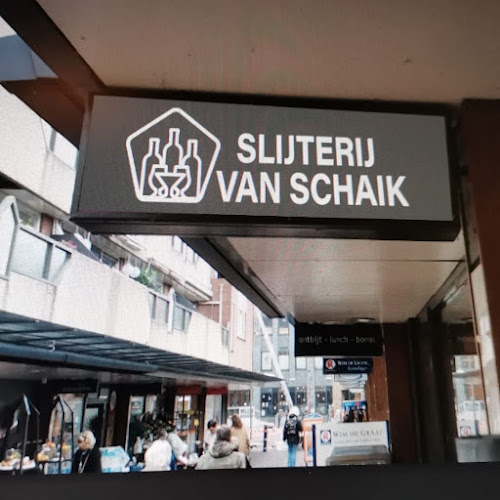 SLIJTERIJ
VAN SCHAIK
ontbijt - lunch - borrel
WIM DE GRAAF
WIM DE GRAAF